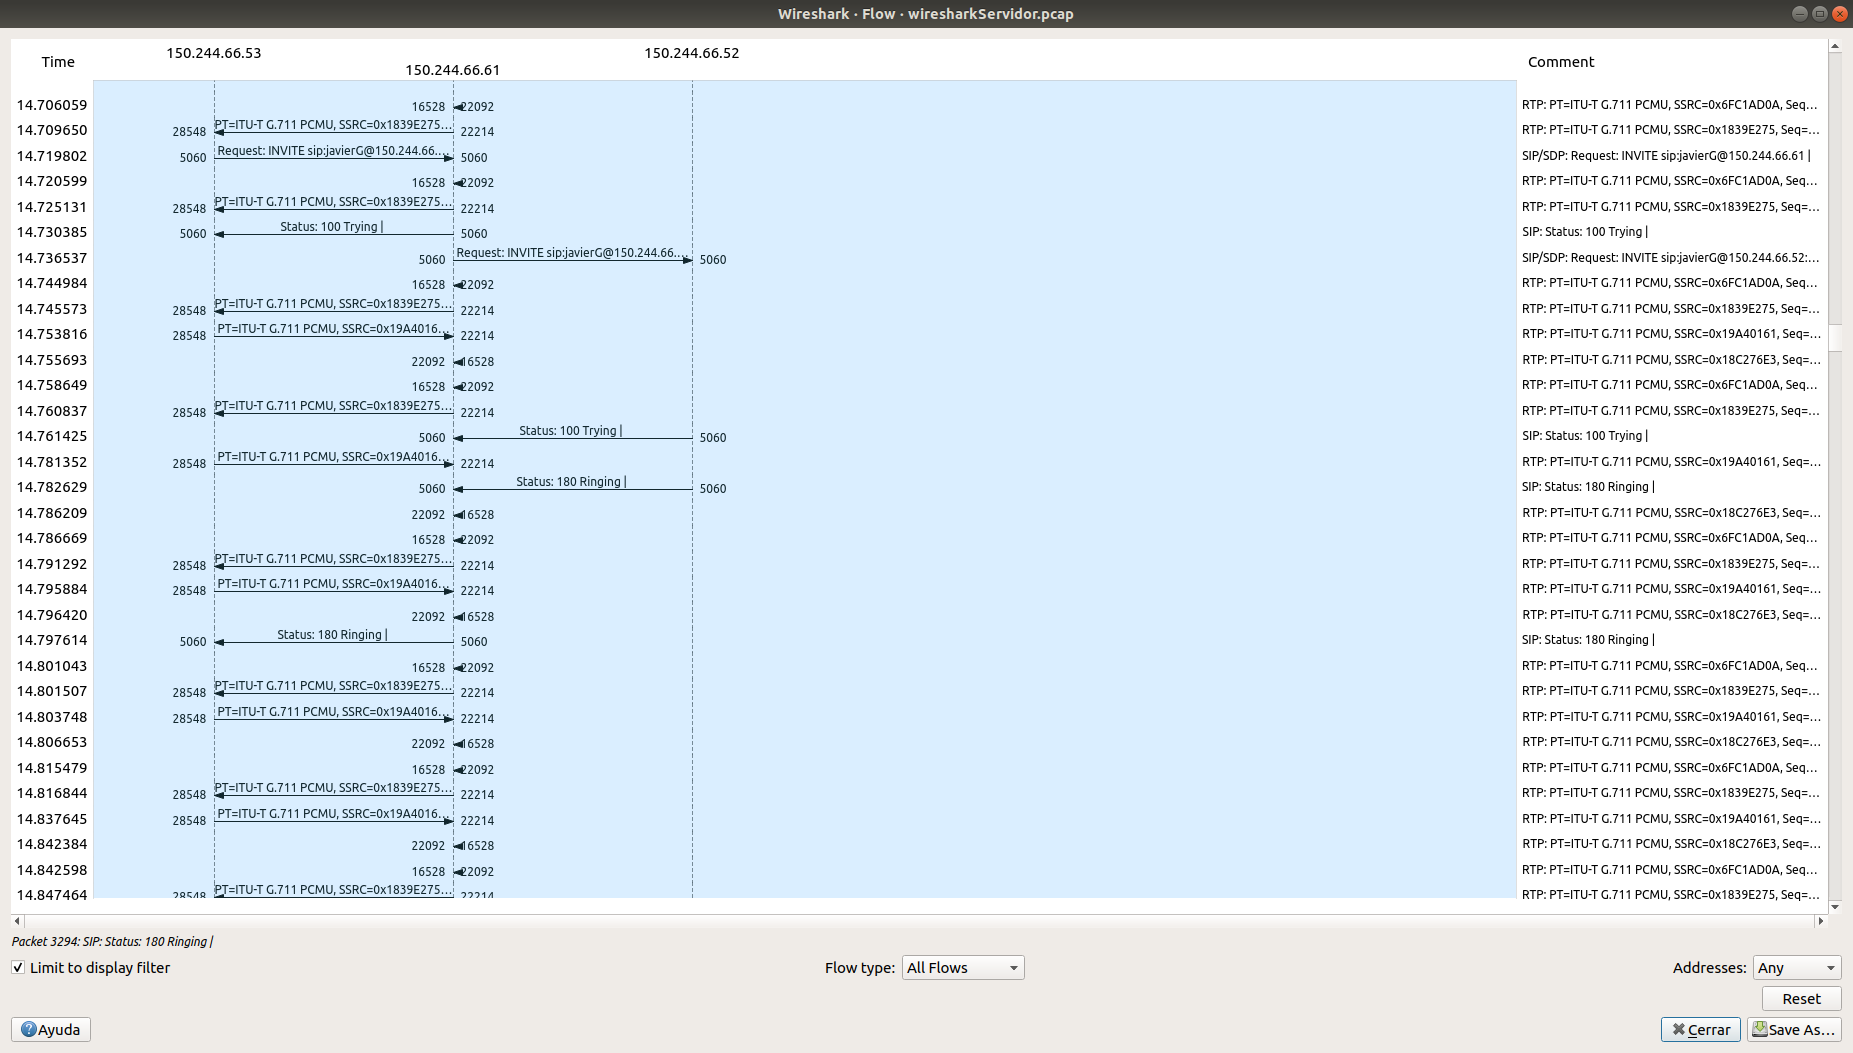 Wireshark · Flow · wiresharkServidor.pcap
150.244.66.53 150.244.66.52
Time Comment
150.244.66.61
14.706059 16528 22092 RTP: PT=ITU-T G.711 PCMU, SSRC=0x6FC1AD0A, Seq…
14.709650 28548 PT=ITU-T G.711 PCMU, SSRC=0x1839E275… 22214 RTP: PT=ITU-T G.711 PCMU, SSRC=0x1839E275, Seq=…
14.719802 5060 Request: INVITE sip:javierG@150.244.66.… 5060 SIP/SDP: Request: INVITE sip:javierG@150.244.66.61 |
14.720599 16528 22092 RTP: PT=ITU-T G.711 PCMU, SSRC=0x6FC1AD0A, Seq…
14.725131 28548 PT=ITU-T G.711 PCMU, SSRC=0x1839E275… 22214 RTP: PT=ITU-T G.711 PCMU, SSRC=0x1839E275, Seq=…
14.730385 5060 Status: 100 Trying | 5060 SIP: Status: 100 Trying |
14.736537 5060 Request: INVITE sip:javierG@150.244.66.… 5060 SIP/SDP: Request: INVITE sip:javierG@150.244.66.52:…
14.744984 16528 22092 RTP: PT=ITU-T G.711 PCMU, SSRC=0x6FC1AD0A, Seq…
14.745573 28548 PT=ITU-T G.711 PCMU, SSRC=0x1839E275… 22214 RTP: PT=ITU-T G.711 PCMU, SSRC=0x1839E275, Seq=…
14.753816 28548 PT=ITU-T G.711 PCMU, SSRC=0x19A4016… 22214 RTP: PT=ITU-T G.711 PCMU, SSRC=0x19A40161, Seq=…
14.755693 22092 16528 RTP: PT=ITU-T G.711 PCMU, SSRC=0x18C276E3, Seq=…
14.758649 16528 22092 RTP: PT=ITU-T G.711 PCMU, SSRC=0x6FC1AD0A, Seq…
14.760837 28548 PT=ITU-T G.711 PCMU, SSRC=0x1839E275… 22214 RTP: PT=ITU-T G.711 PCMU, SSRC=0x1839E275, Seq=…
14.761425 5060 Status: 100 Trying | 5060 SIP: Status: 100 Trying |
14.781352 28548 PT=ITU-T G.711 PCMU, SSRC=0x19A4016… 22214 RTP: PT=ITU-T G.711 PCMU, SSRC=0x19A40161, Seq=…
14.782629 5060 Status: 180 Ringing | 5060 SIP: Status: 180 Ringing |
14.786209 22092 16528 RTP: PT=ITU-T G.711 PCMU, SSRC=0x18C276E3, Seq=…
14.786669 16528 22092 RTP: PT=ITU-T G.711 PCMU, SSRC=0x6FC1AD0A, Seq…
14.791292 28548 PT=ITU-T G.711 PCMU, SSRC=0x1839E275… 22214 RTP: PT=ITU-T G.711 PCMU, SSRC=0x1839E275, Seq=…
14.795884 28548 PT=ITU-T G.711 PCMU, SSRC=0x19A4016… 22214 RTP: PT=ITU-T G.711 PCMU, SSRC=0x19A40161, Seq=…
14.796420 22092 16528 RTP: PT=ITU-T G.711 PCMU, SSRC=0x18C276E3, Seq=…
14.797614 5060 Status: 180 Ringing | 5060 SIP: Status: 180 Ringing |
14.801043 16528 22092 RTP: PT=ITU-T G.711 PCMU, SSRC=0x6FC1AD0A, Seq…
14.801507 28548 PT=ITU-T G.711 PCMU, SSRC=0x1839E275… 22214 RTP: PT=ITU-T G.711 PCMU, SSRC=0x1839E275, Seq=…
14.803748 28548 PT=ITU-T G.711 PCMU, SSRC=0x19A4016… 22214 RTP: PT=ITU-T G.711 PCMU, SSRC=0x19A40161, Seq=…
14.806653 22092 16528 RTP: PT=ITU-T G.711 PCMU, SSRC=0x18C276E3, Seq=…
14.815479 16528 22092 RTP: PT=ITU-T G.711 PCMU, SSRC=0x6FC1AD0A, Seq…
14.816844 28548 PT=ITU-T G.711 PCMU, SSRC=0x1839E275… 22214 RTP: PT=ITU-T G.711 PCMU, SSRC=0x1839E275, Seq=…
14.837645 28548 PT=ITU-T G.711 PCMU, SSRC=0x19A4016… 22214 RTP: PT=ITU-T G.711 PCMU, SSRC=0x19A40161, Seq=…
14.842384 22092 16528 RTP: PT=ITU-T G.711 PCMU, SSRC=0x18C276E3, Seq=…
14.842598 16528 22092 RTP: PT=ITU-T G.711 PCMU, SSRC=0x6FC1AD0A, Seq…
14.847464 28548 PT=ITU-T G.711 PCMU, SSRC=0x1839E275… 22214 RTP: PT=ITU-T G.711 PCMU, SSRC=0x1839E275, Seq=…
Packet 3294: SIP: Status: 180 Ringing |
Limit to display filter Flow type: All Flows Addresses: Any
Reset
Ayuda Cerrar Save As…